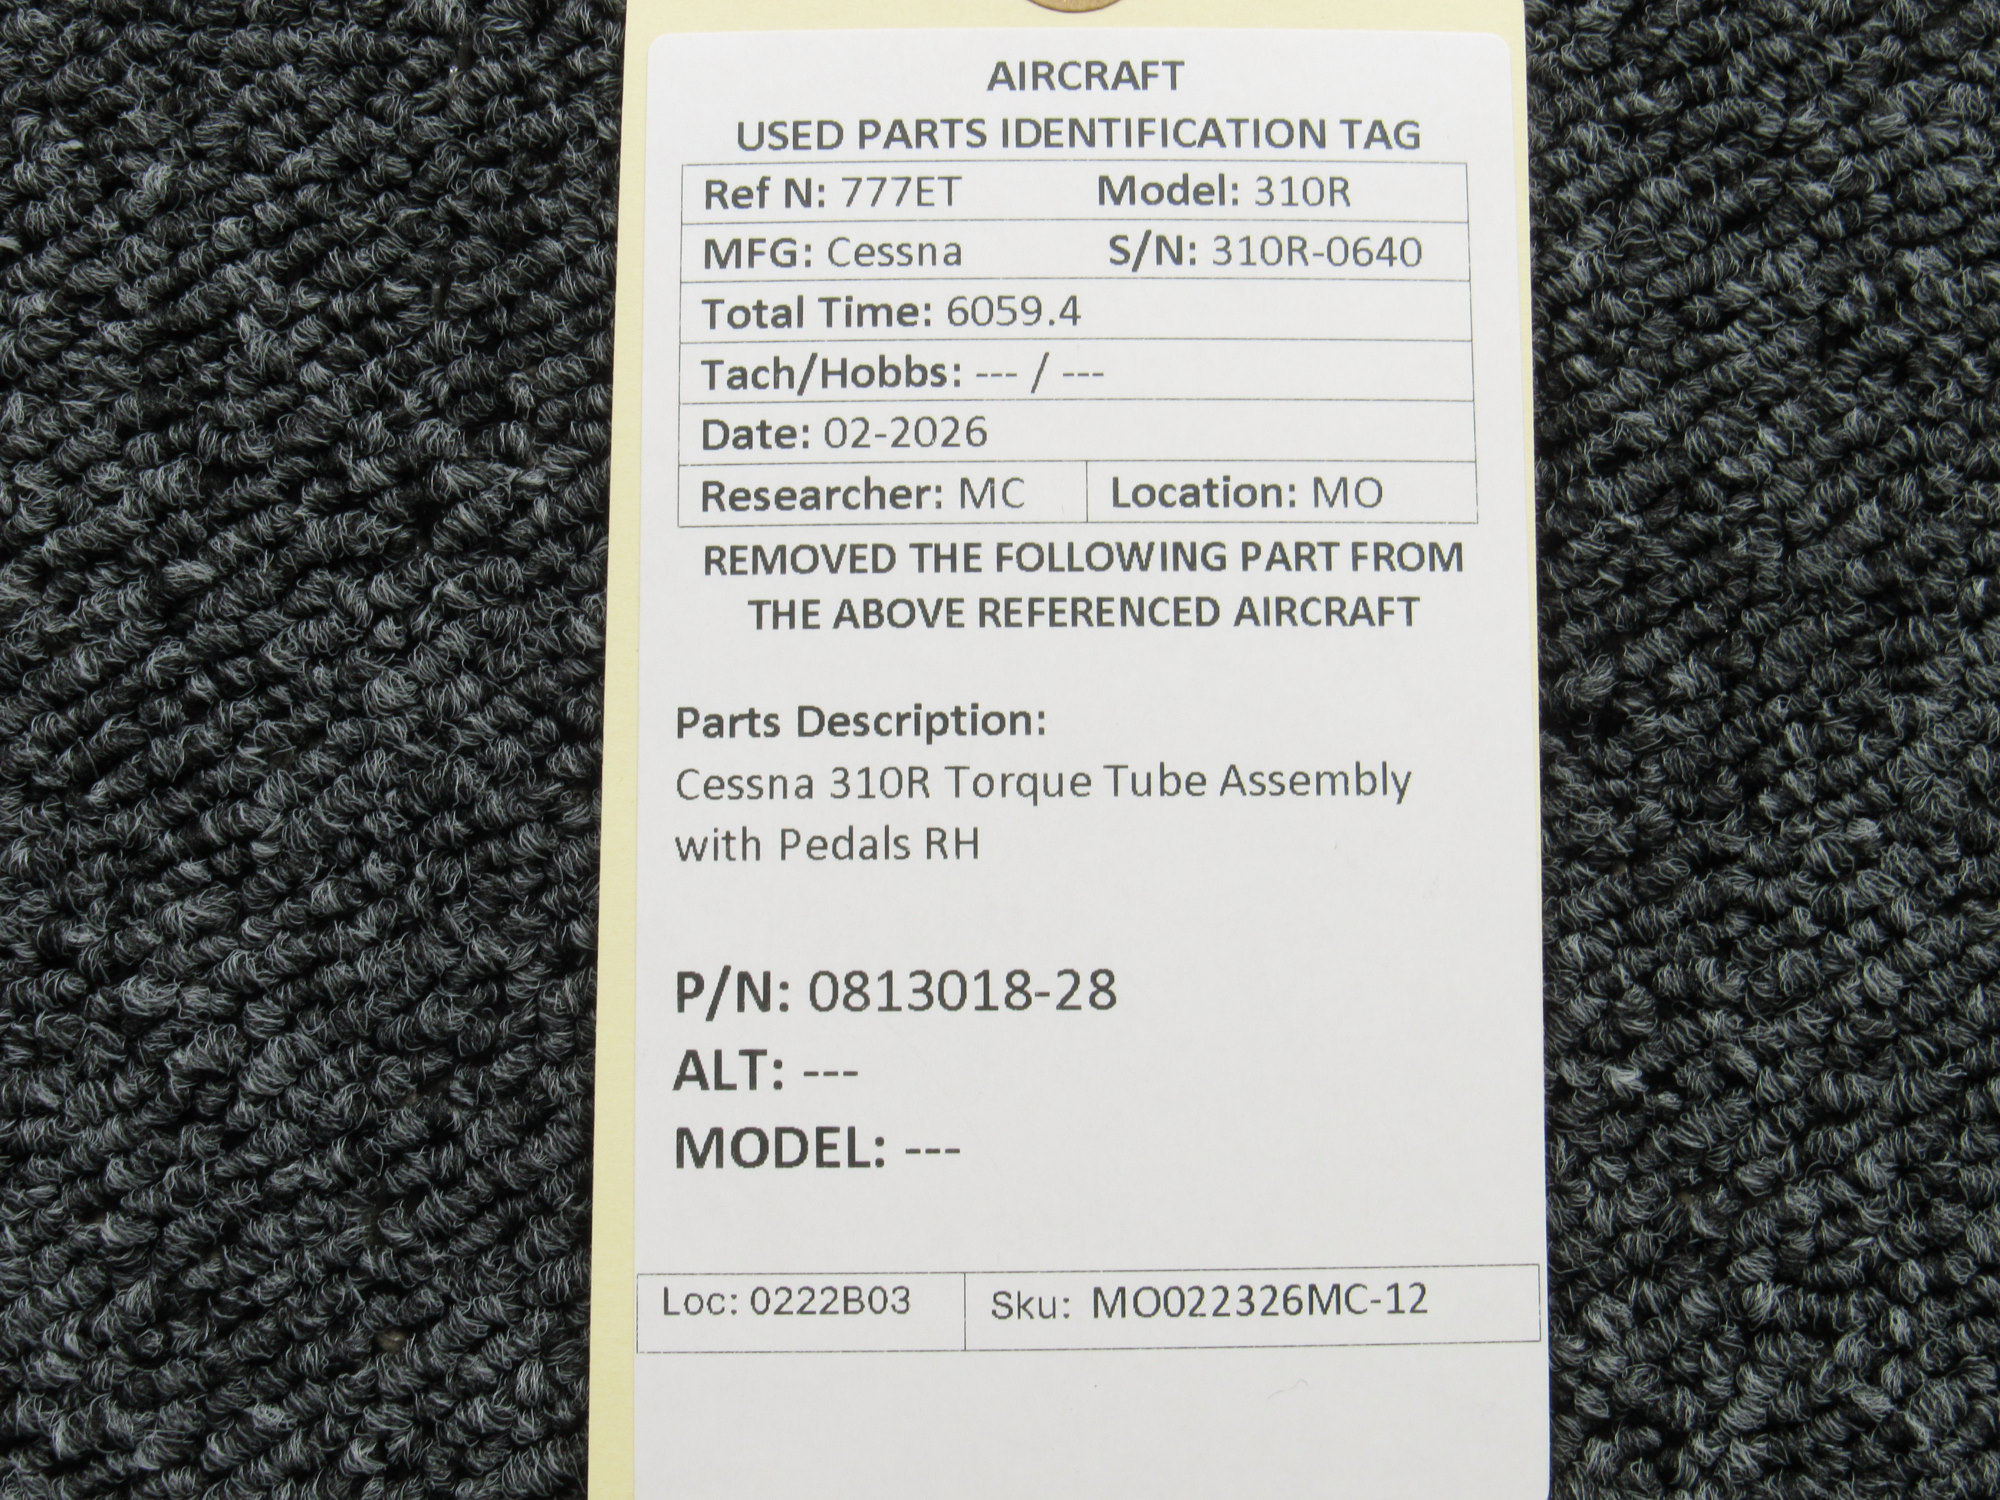 AIRCRAFT
USED PARTS IDENTIFICATION TAG
Ref N: 777ET Model: 310R
MFG: Cessna S/N: 310R-0640
Total Time: 6059.4
Tach/Hobbs: --- / ---
Date: 02-2026
Researcher: MC Location: MO
REMOVED THE FOLLOWING PART FROM
THE ABOVE REFERENCED AIRCRAFT
Parts Description:
Cessna 310R Torque Tube Assembly
with Pedals RH
P/N: 0813018-28
ALT: ---
MODEL: ---
Loc: 0222B03 Sku: MO022326MC-12